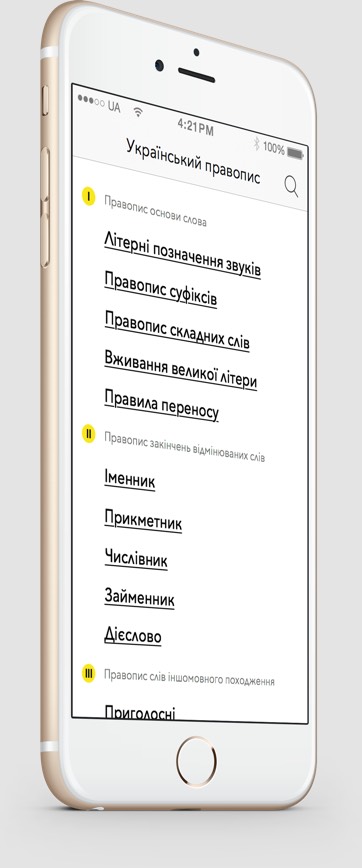 UA 4:21 PM 100%
Український правопис
I Правопис основи слова
Літерні позначення звуків
Правопис суфіксів
Правопис складних слів
Вживання великої літери
Правила переносу
II Правопис закінчень відмінюваних слів
Іменник
Прикметник
Числівник
Займенник
Дієслово
III Правопис слів іншомовного походження
Приголосні